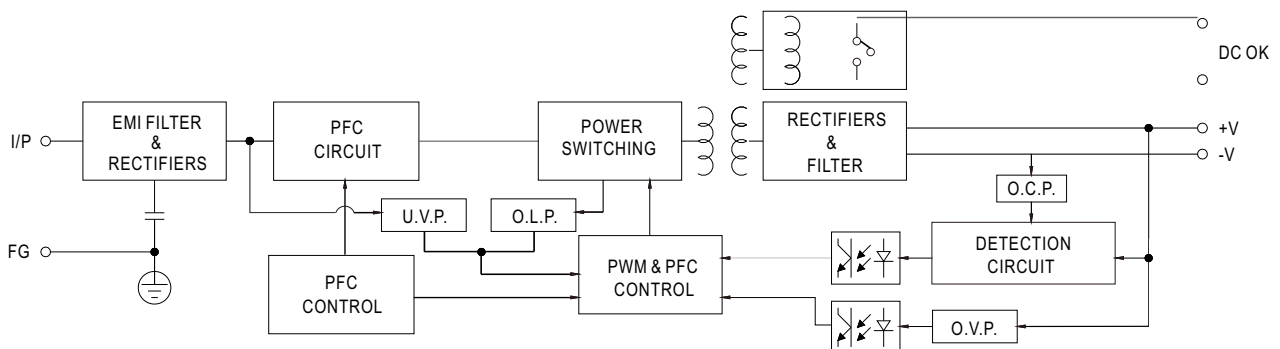 DC OK
I/P
EMI FILTER
&
RECTIFIERS
PFC
CIRCUIT
POWER
SWITCHING
RECTIFIERS
&
FILTER
+V
-V
O.C.P.
U.V.P.
O.L.P.
DETECTION
CIRCUIT
FG
PFC
CONTROL
PWM & PFC
CONTROL
O.V.P.